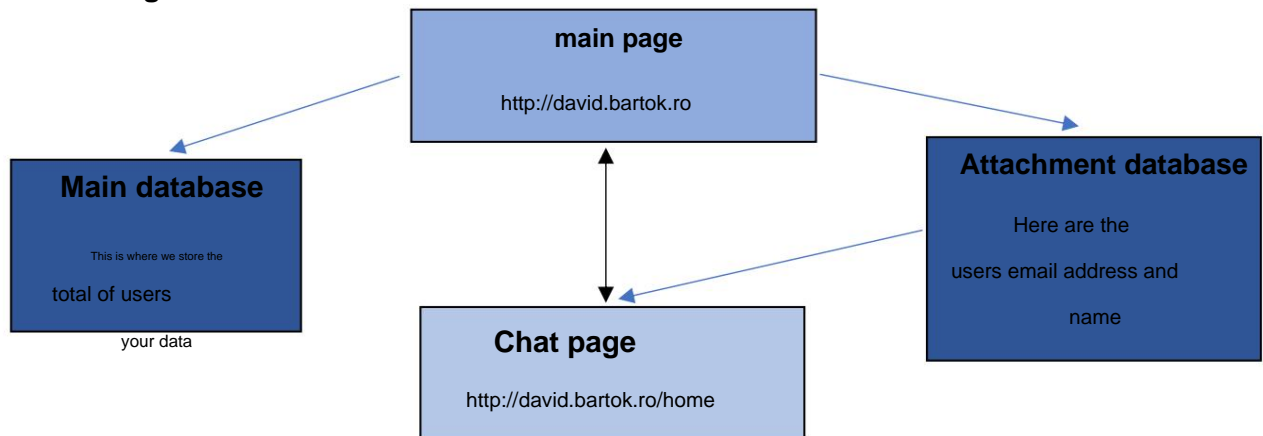 main page
http://david.bartok.ro
Main database
This is where we store the
total of users
your data
Attachment database
Here are the
users email address and
name
Chat page
http://david.bartok.ro/home